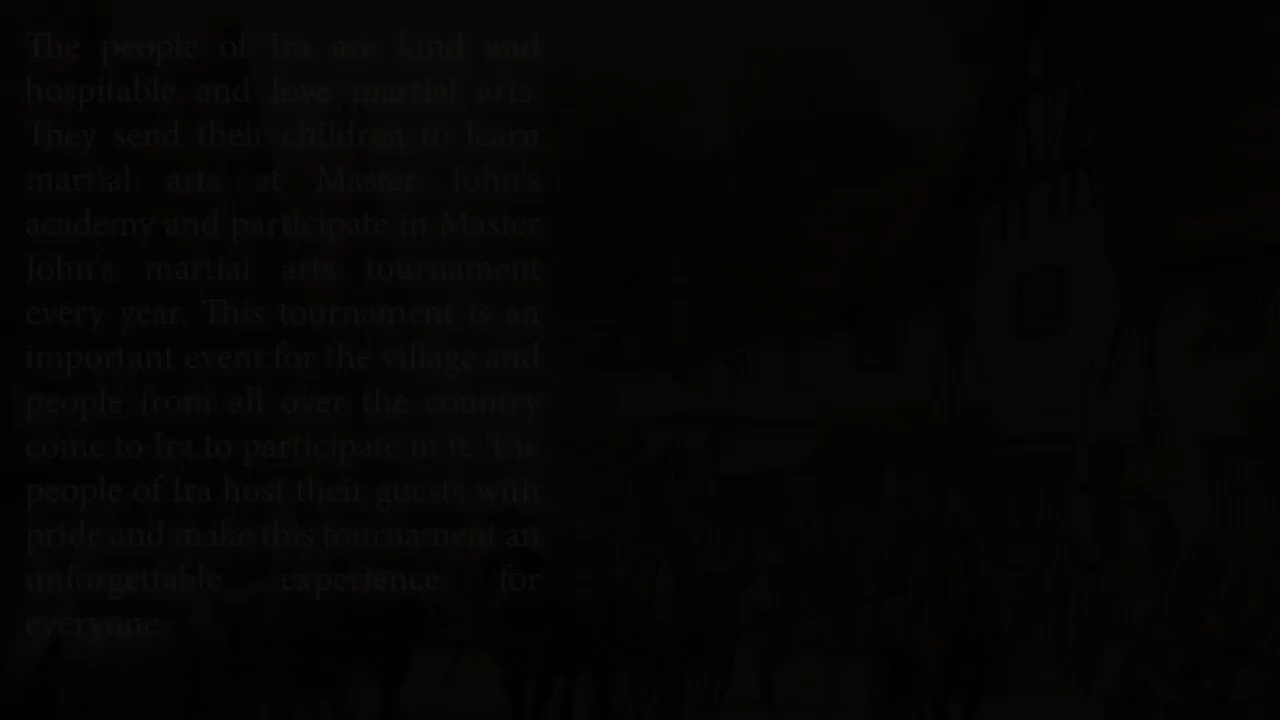 The people of Ira are kind and
hospitable and love martial arts.
They send their children to learn
martial arts at Master John's
academy and participate in Master
John's martial arts tournament
every year. This tournament is an
important event for the village and
people from all over the country
come to Ira to participate in it. The
people of Ira host their guests with
pride and make this tournament an
unforgettable experience for
everyone.